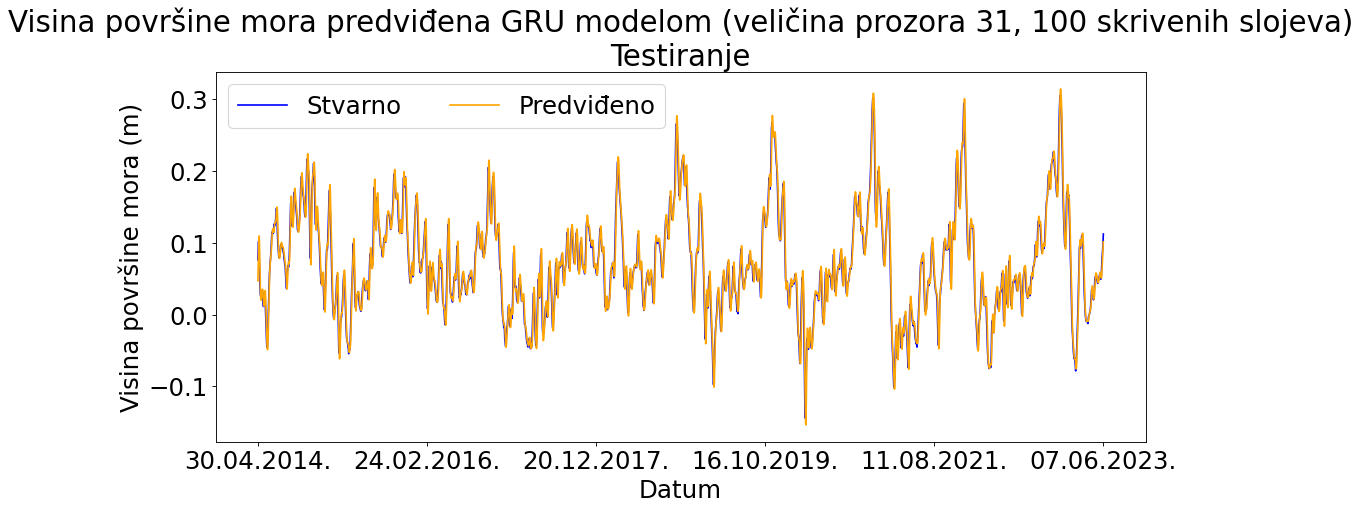 Visina površine mora predviđena GRU modelom (veličina prozora 31, 100 skrivenih slojeva)
Testiranje
Stvarno Predviđeno
Visina površine mora (m)
0.3
0.2
0.1
0.0
−0.1
30.04.2014. 24.02.2016. 20.12.2017. 16.10.2019. 11.08.2021. 07.06.2023.
Datum